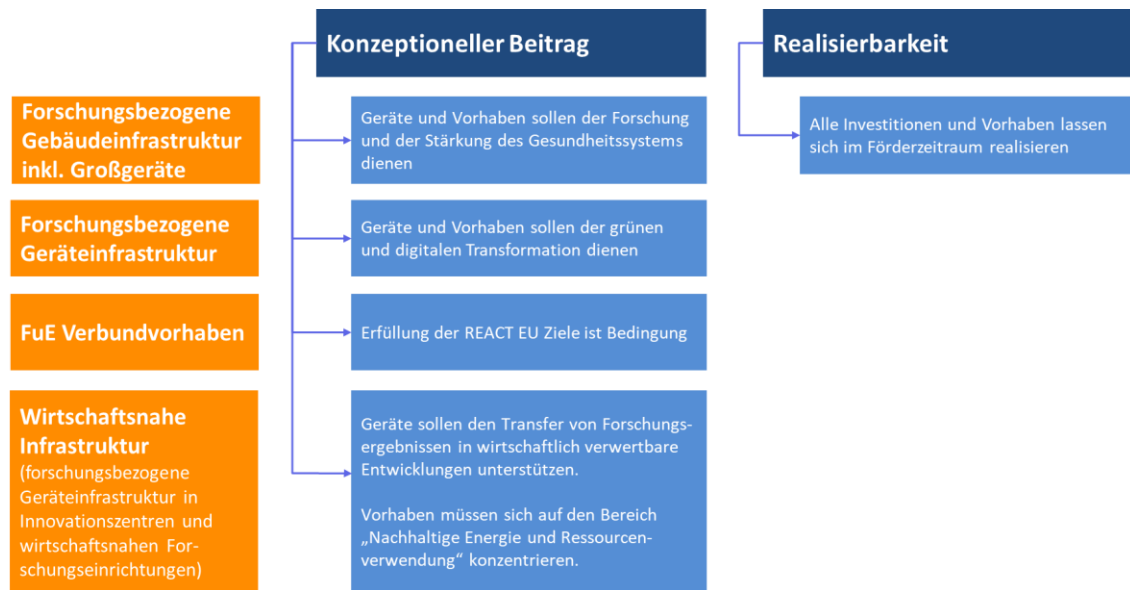 Konzeptioneller Beitrag
Realisierbarkeit
Forschungsbezogene
Gebäudeinfrastruktur
inkl. Großgeräte
Geräte und Vorhaben sollen der Forschung
und der Stärkung des Gesundheitssystems
dienen
Alle Investitionen und Vorhaben lassen
sich im Förderzeitraum realisieren
Forschungsbezogene
Geräteinfrastruktur
Geräte und Vorhaben sollen der grünen
und digitalen Transformation dienen
FuE Verbundvorhaben
Erfüllung der REACT EU Ziele ist Bedingung
Wirtschaftsnahe
Infrastruktur
(forschungsbezogene
Geräteinfrastruktur in
Innovationszentren und
wirtschaftsnahen For-
schungseinrichtungen)
Geräte sollen den Transfer von Forschungs-
ergebnissen in wirtschaftlich verwertbare
Entwicklungen unterstützen.
Vorhaben müssen sich auf den Bereich
„Nachhaltige Energie und Ressourcen-
verwendung“ konzentrieren.